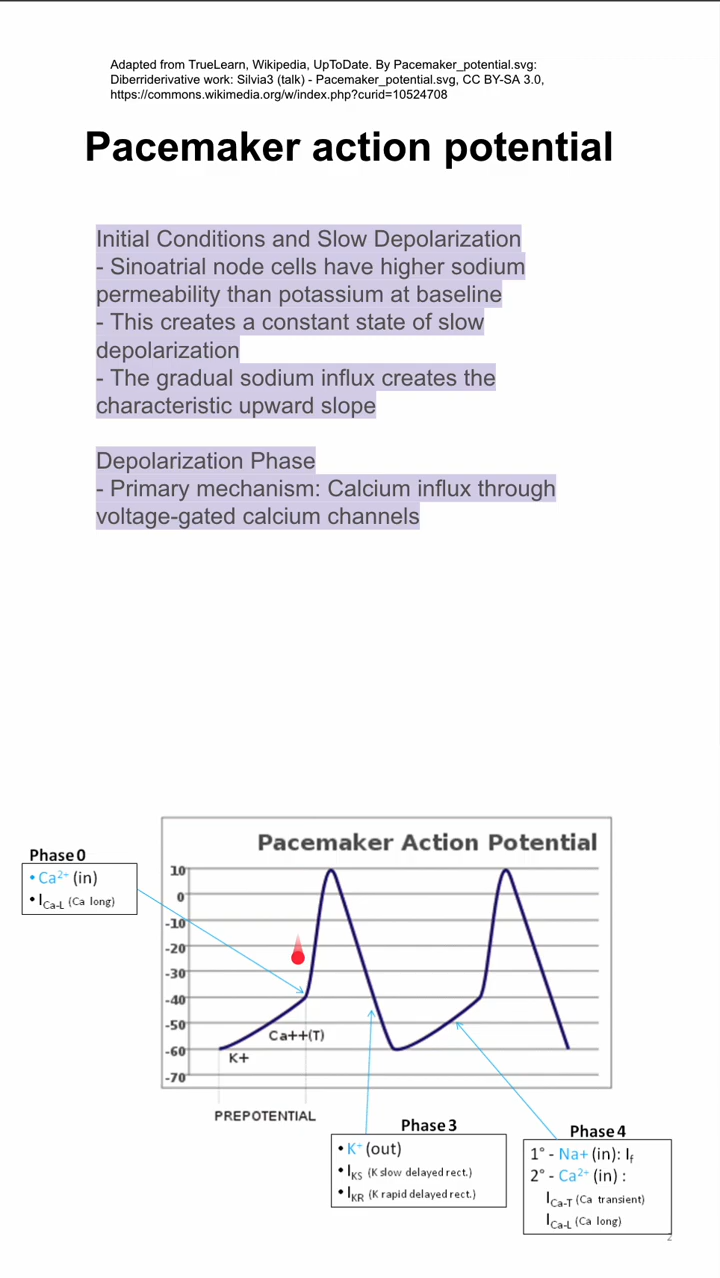 Adapted from TrueLearn, Wikipedia, UpToDate. By Pacemaker_potential.svg:
Diberriderivative work: Silvia3 (talk) - Pacemaker_potential.svg, CC BY-SA 3.0,
https://commons.wikimedia.org/w/index.php?curid=10524708
Pacemaker action potential
Initial Conditions and Slow Depolarization
- Sinoatrial node cells have higher sodium
permeability than potassium at baseline
- This creates a constant state of slow
depolarization
- The gradual sodium influx creates the
characteristic upward slope
Depolarization Phase
- Primary mechanism: Calcium influx through
voltage-gated calcium channels
Pacemaker Action Potential
Phase 0
• Ca²⁺ (in)
• I Ca-L (Ca long)
10
0
-10
-20
-30
-40
-50
-60
-70
Ca++(T)
K+
PREPOTENTIAL
Phase 3
• K⁺ (out)
• I KS (K slow delayed rect.)
• I KR (K rapid delayed rect.)
Phase 4
1° - Na+ (in): I f
2° - Ca²⁺ (in) :
I Ca-T (Ca transient)
I Ca-L (Ca long)
2